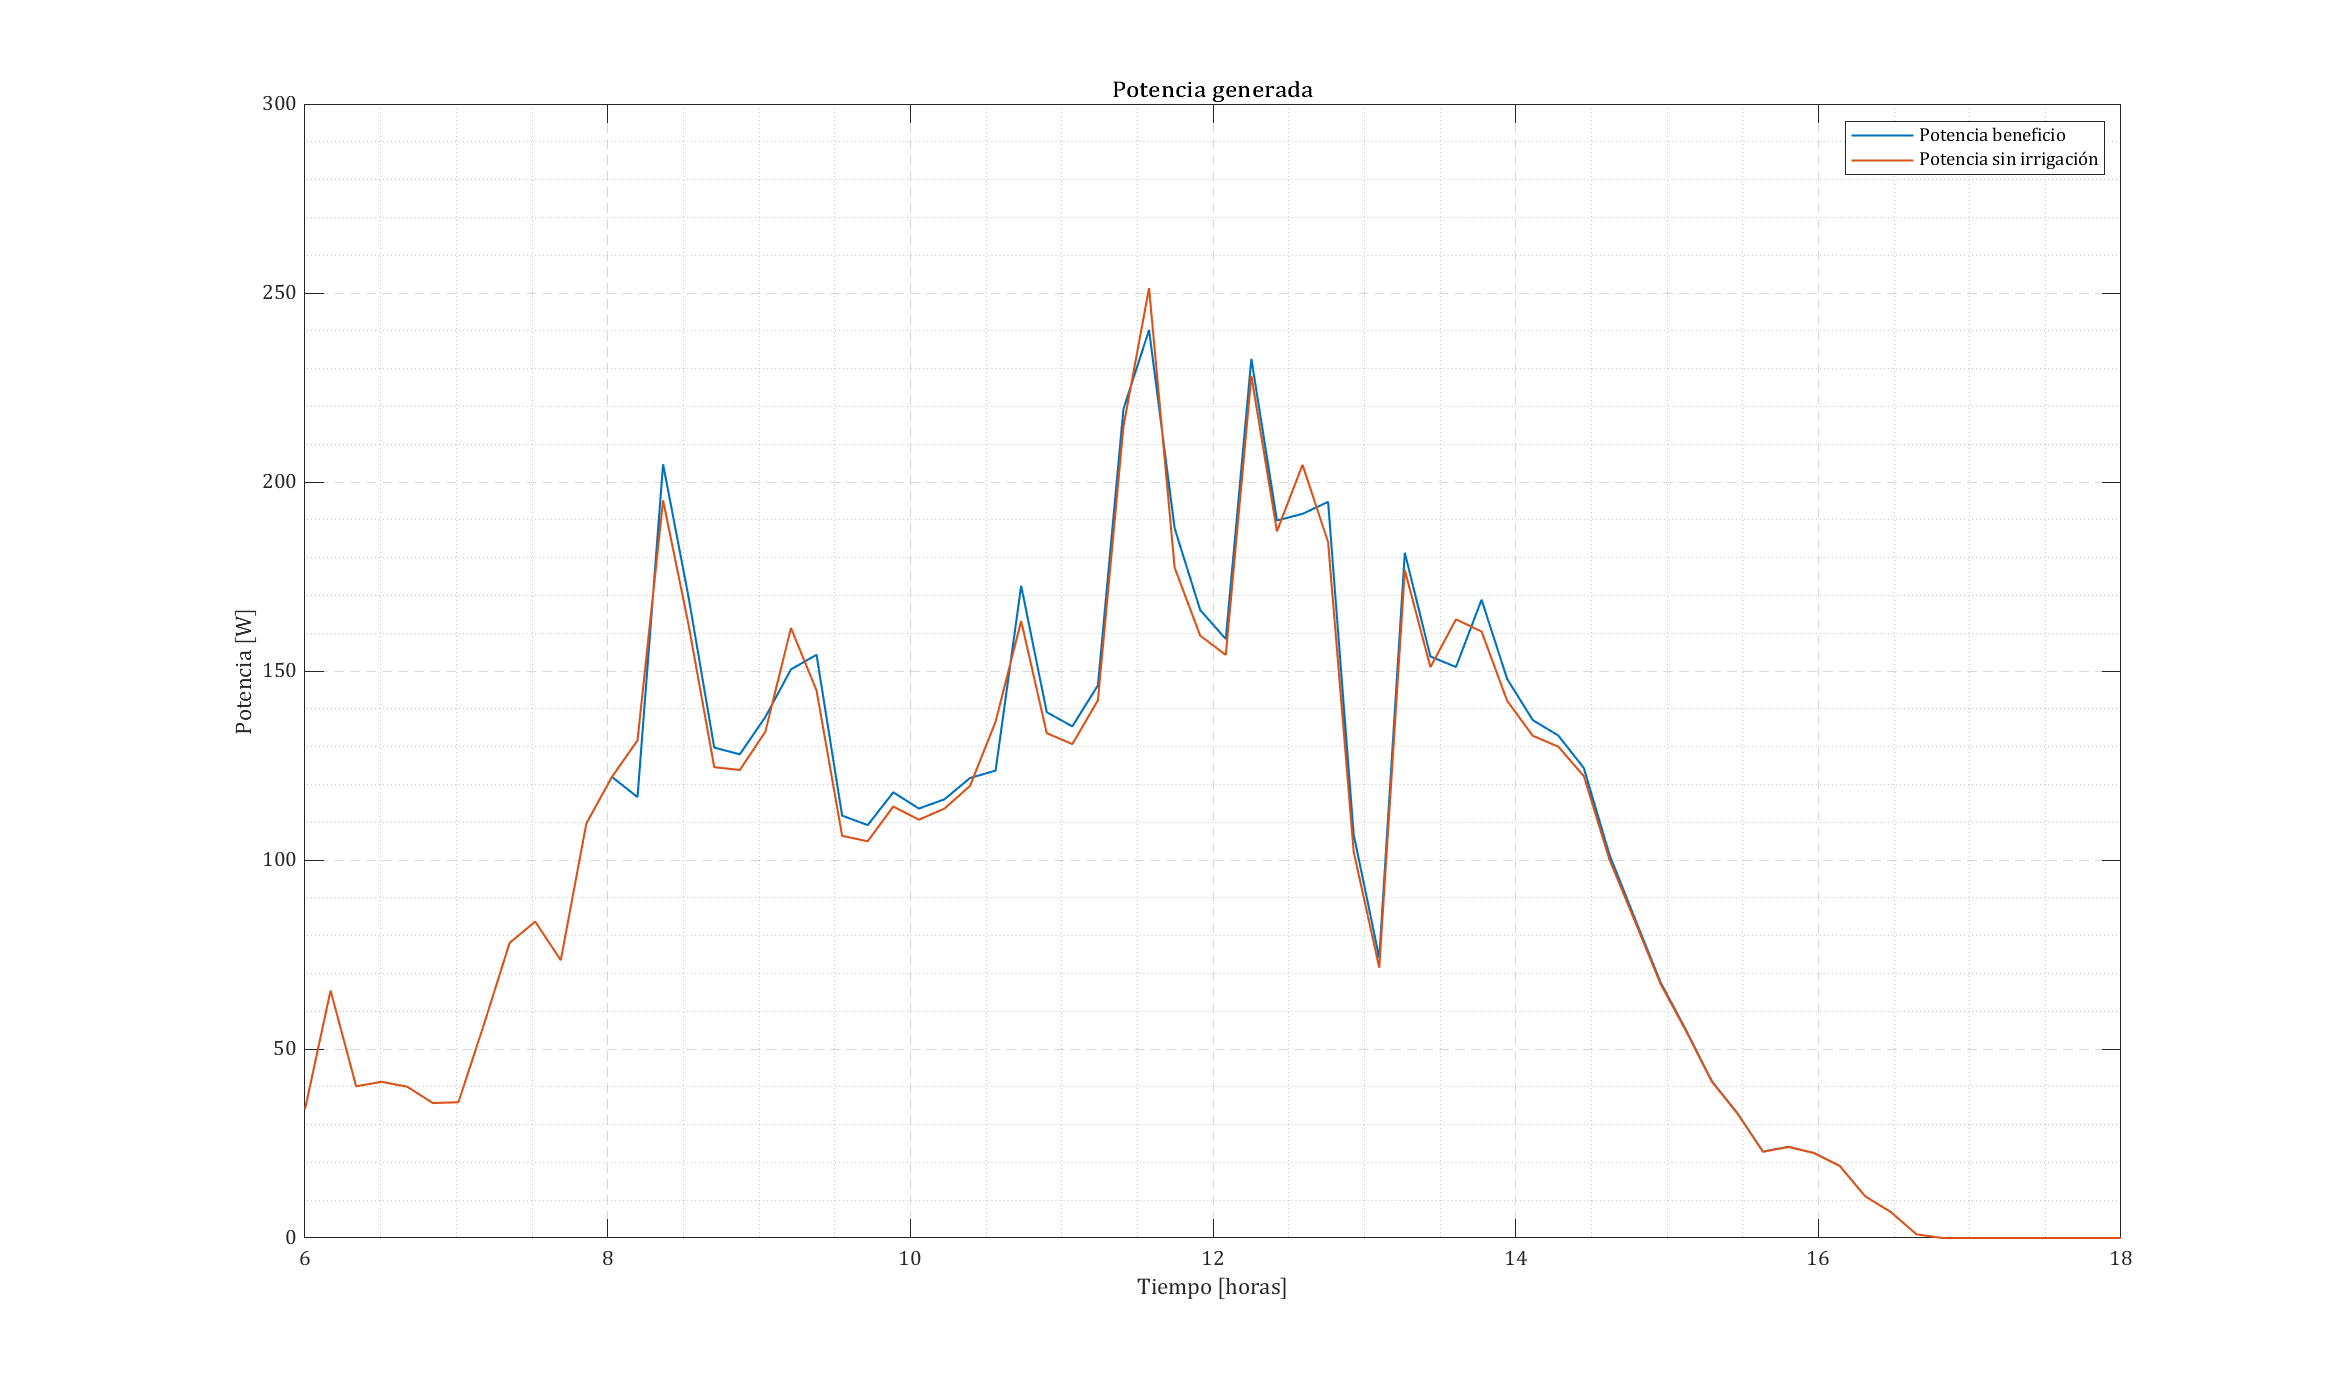 Potencia generada
300
250
200
150
100
50
0
Potencia [W]
Potencia beneficio
Potencia sin irrigación
6 8 10 12 14 16 18
Tiempo [horas]